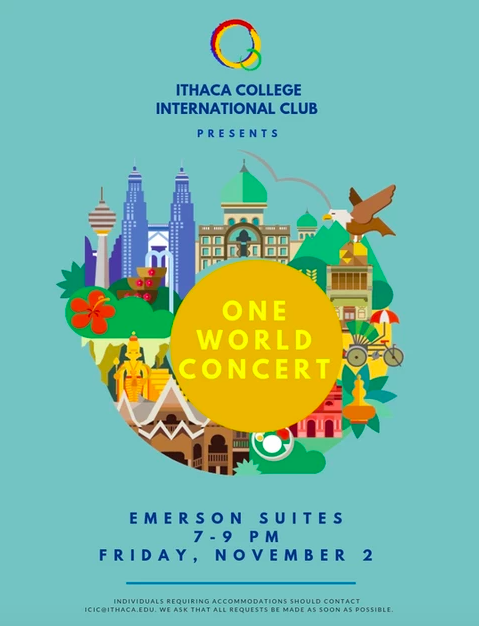 ITHACA COLLEGE
INTERNATIONAL CLUB
PRESENTS
ONE
WORLD
CONCERT
EMERSON SUITES
7-9 PM
FRIDAY, NOVEMBER 2
INDIVIDUALS REQUIRING ACCOMMODATIONS SHOULD CONTACT
ICIC@ITHACA.EDU. WE ASK THAT ALL REQUESTS BE MADE AS SOON AS POSSIBLE.